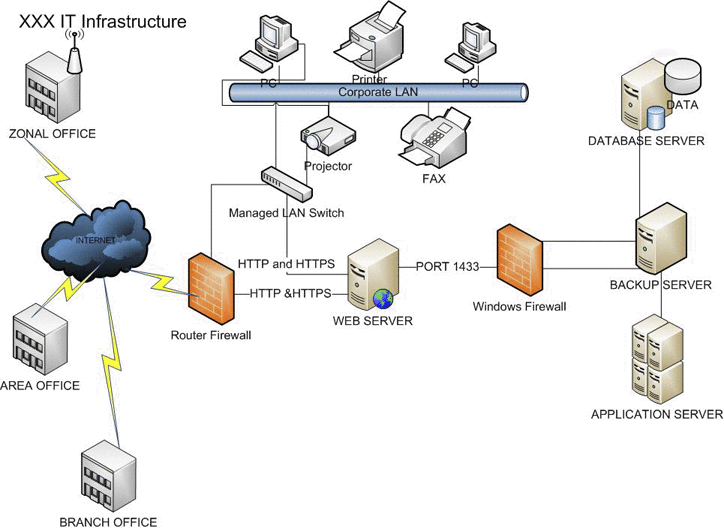 XXX IT Infrastructure
PC
Printer
PC
Corporate LAN
DATA
ZONAL OFFICE
DATABASE SERVER
Projector
FAX
Managed LAN Switch
INTERNET
HTTP and HTTPS
PORT 1433
BACKUP SERVER
HTTP &HTTPS
Windows Firewall
WEB SERVER
Router Firewall
AREA OFFICE
APPLICATION SERVER
BRANCH OFFICE